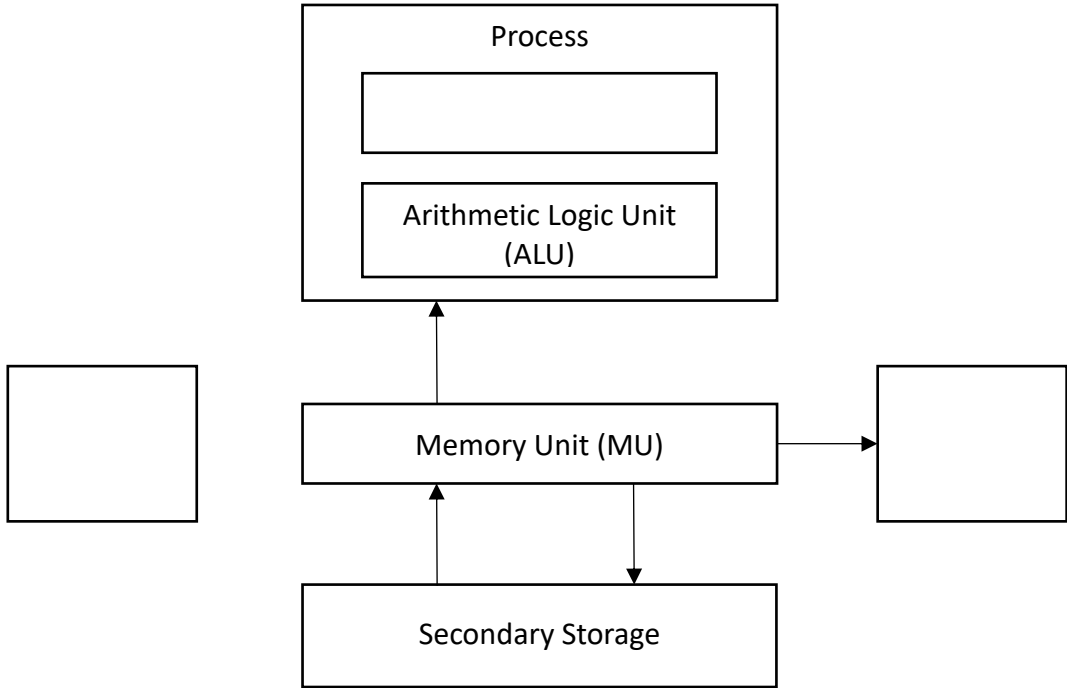 Process
Arithmetic Logic Unit
(ALU)
Memory Unit (MU)
Secondary Storage